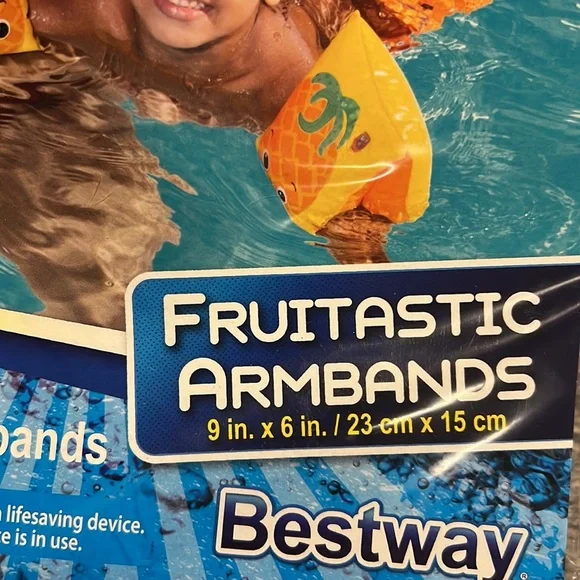 FRUITASTIC
ARMBANDS
9 in. x 6 in. / 23 cm x 15 cm
bands
lifesaving device.
e is in use.
Bestway
®